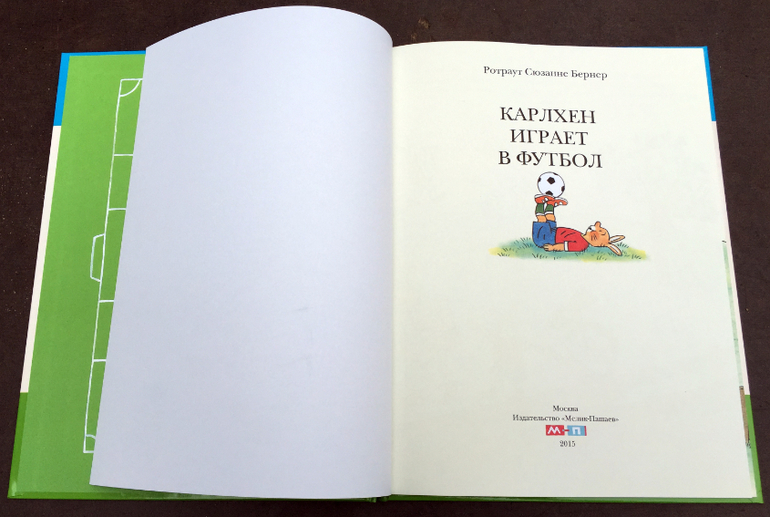 Ротраут Сюзанне Бернер
КАРЛХЕН
ИГРАЕТ
В ФУТБОЛ
Москва
Издательство «Мелик-Пашаев»
М-П
2015